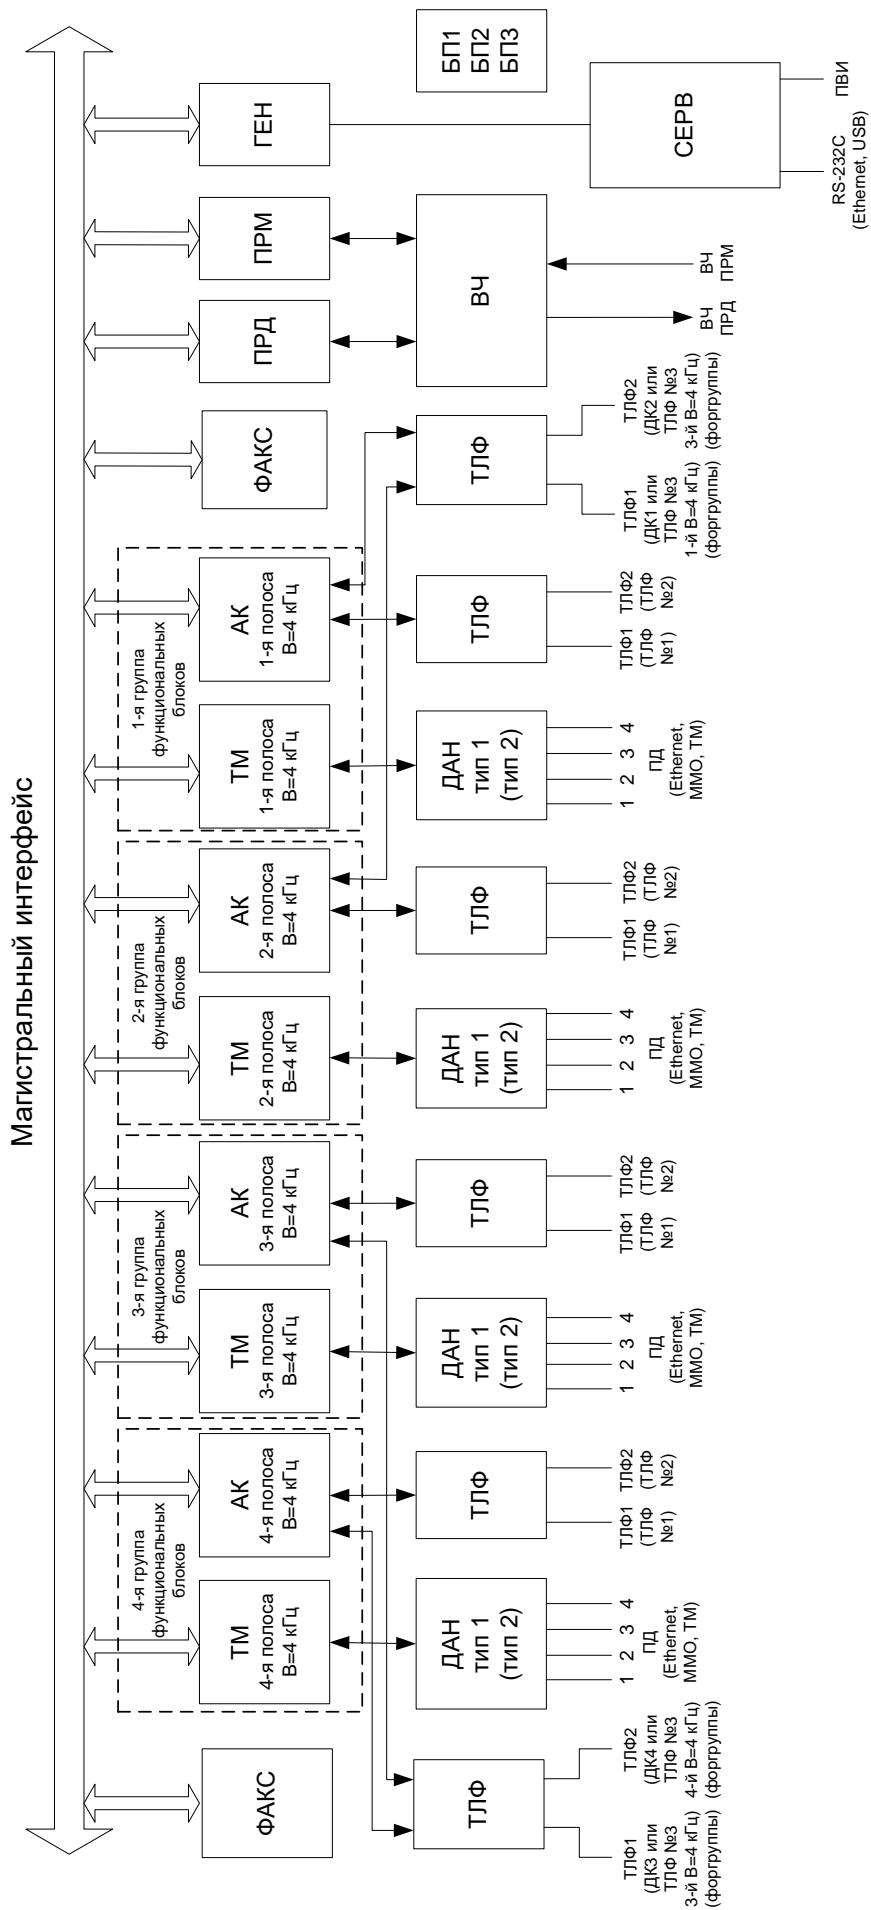 Магистральный интерфейс
ФАКС
4-я группа
функциональных
блоков
ТМ
4-я полоса
В=4 кГц
АК
4-я полоса
В=4 кГц
3-я группа
функциональных
блоков
ТМ
3-я полоса
В=4 кГц
АК
3-я полоса
В=4 кГц
2-я группа
функциональных
блоков
ТМ
2-я полоса
В=4 кГц
АК
2-я полоса
В=4 кГц
1-я группа
функциональных
блоков
ТМ
1-я полоса
В=4 кГц
АК
1-я полоса
В=4 кГц
ФАКС
ПРД
ПРМ
ГЕН
ТЛФ
ДАН
тип 1
(тип 2)
ТЛФ
ДАН
тип 1
(тип 2)
ТЛФ
ДАН
тип 1
(тип 2)
ТЛФ
ДАН
тип 1
(тип 2)
ТЛФ
ТЛФ
ВЧ
БП1
БП2
БП3
СЕРВ
ТЛФ1
(ДК3 или
ТЛФ №3
3-й В=4 кГц)
(форгруппы)
ТЛФ2
(ДК4 или
ТЛФ №3
4-й В=4 кГц)
(форгруппы)
1 2 3 4
ПД
(Ethernet,
ММО, ТМ)
ТЛФ1
(ТЛФ
№1)
ТЛФ2
(ТЛФ
№2)
1 2 3 4
ПД
(Ethernet,
ММО, ТМ)
ТЛФ1
(ТЛФ
№1)
ТЛФ2
(ТЛФ
№2)
1 2 3 4
ПД
(Ethernet,
ММО, ТМ)
ТЛФ1
(ТЛФ
№1)
ТЛФ2
(ТЛФ
№2)
1 2 3 4
ПД
(Ethernet,
ММО, ТМ)
ТЛФ1
(ТЛФ
№1)
ТЛФ2
(ТЛФ
№2)
ТЛФ1
(ДК1 или
ТЛФ №3
1-й В=4 кГц)
(форгруппы)
ТЛФ2
(ДК2 или
ТЛФ №3
3-й В=4 кГц)
(форгруппы)
ВЧ
ПРД
ВЧ
ПРМ
RS-232C
(Ethernet, USB)
ПВИ